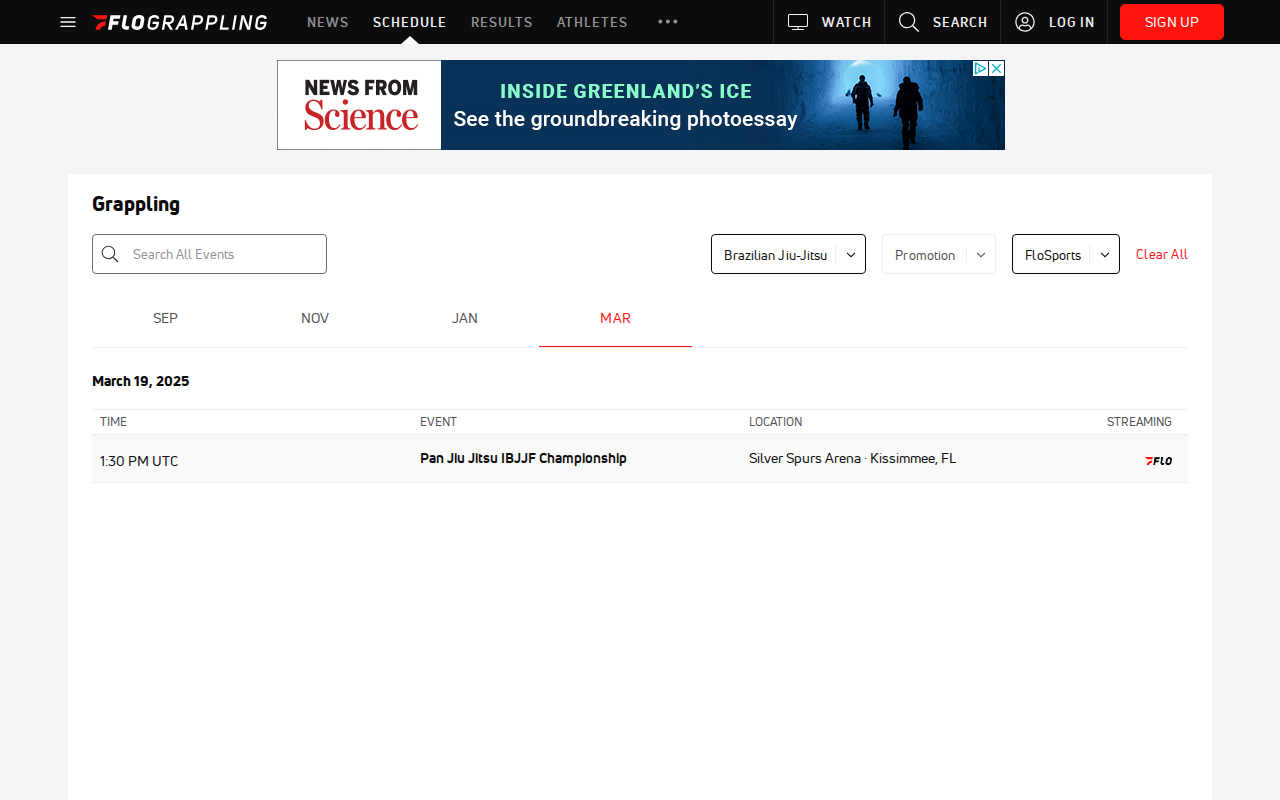 FLOGRAPPLING NEWS SCHEDULE RESULTS ATHLETES WATCH SEARCH LOG IN SIGN UP
NEWS FROM
Science
INSIDE GREENLAND'S ICE
See the groundbreaking photoessay
Grappling
Search All Events Brazilian Jiu-Jitsu Promotion FloSports Clear All
SEP NOV JAN MAR
March 19, 2025
TIME EVENT LOCATION STREAMING
1:30 PM UTC Pan Jiu Jitsu IBJJF Championship Silver Spurs Arena · Kissimmee, FL FLO